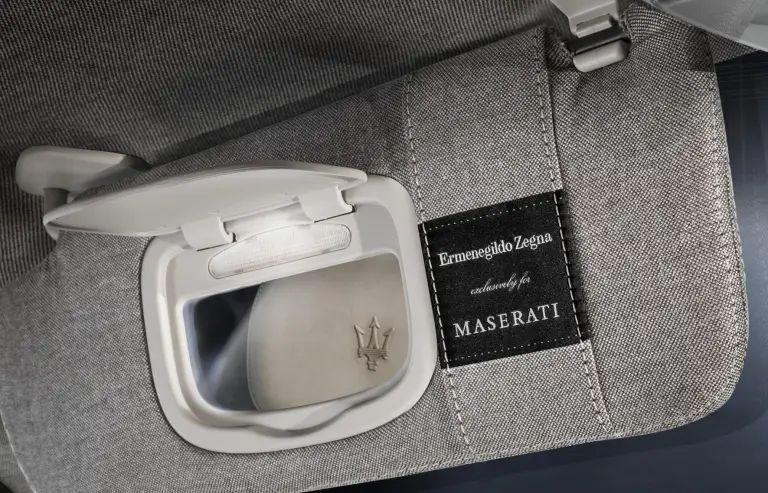 Ermenegildo Zegna
exclusively for
MASERATI